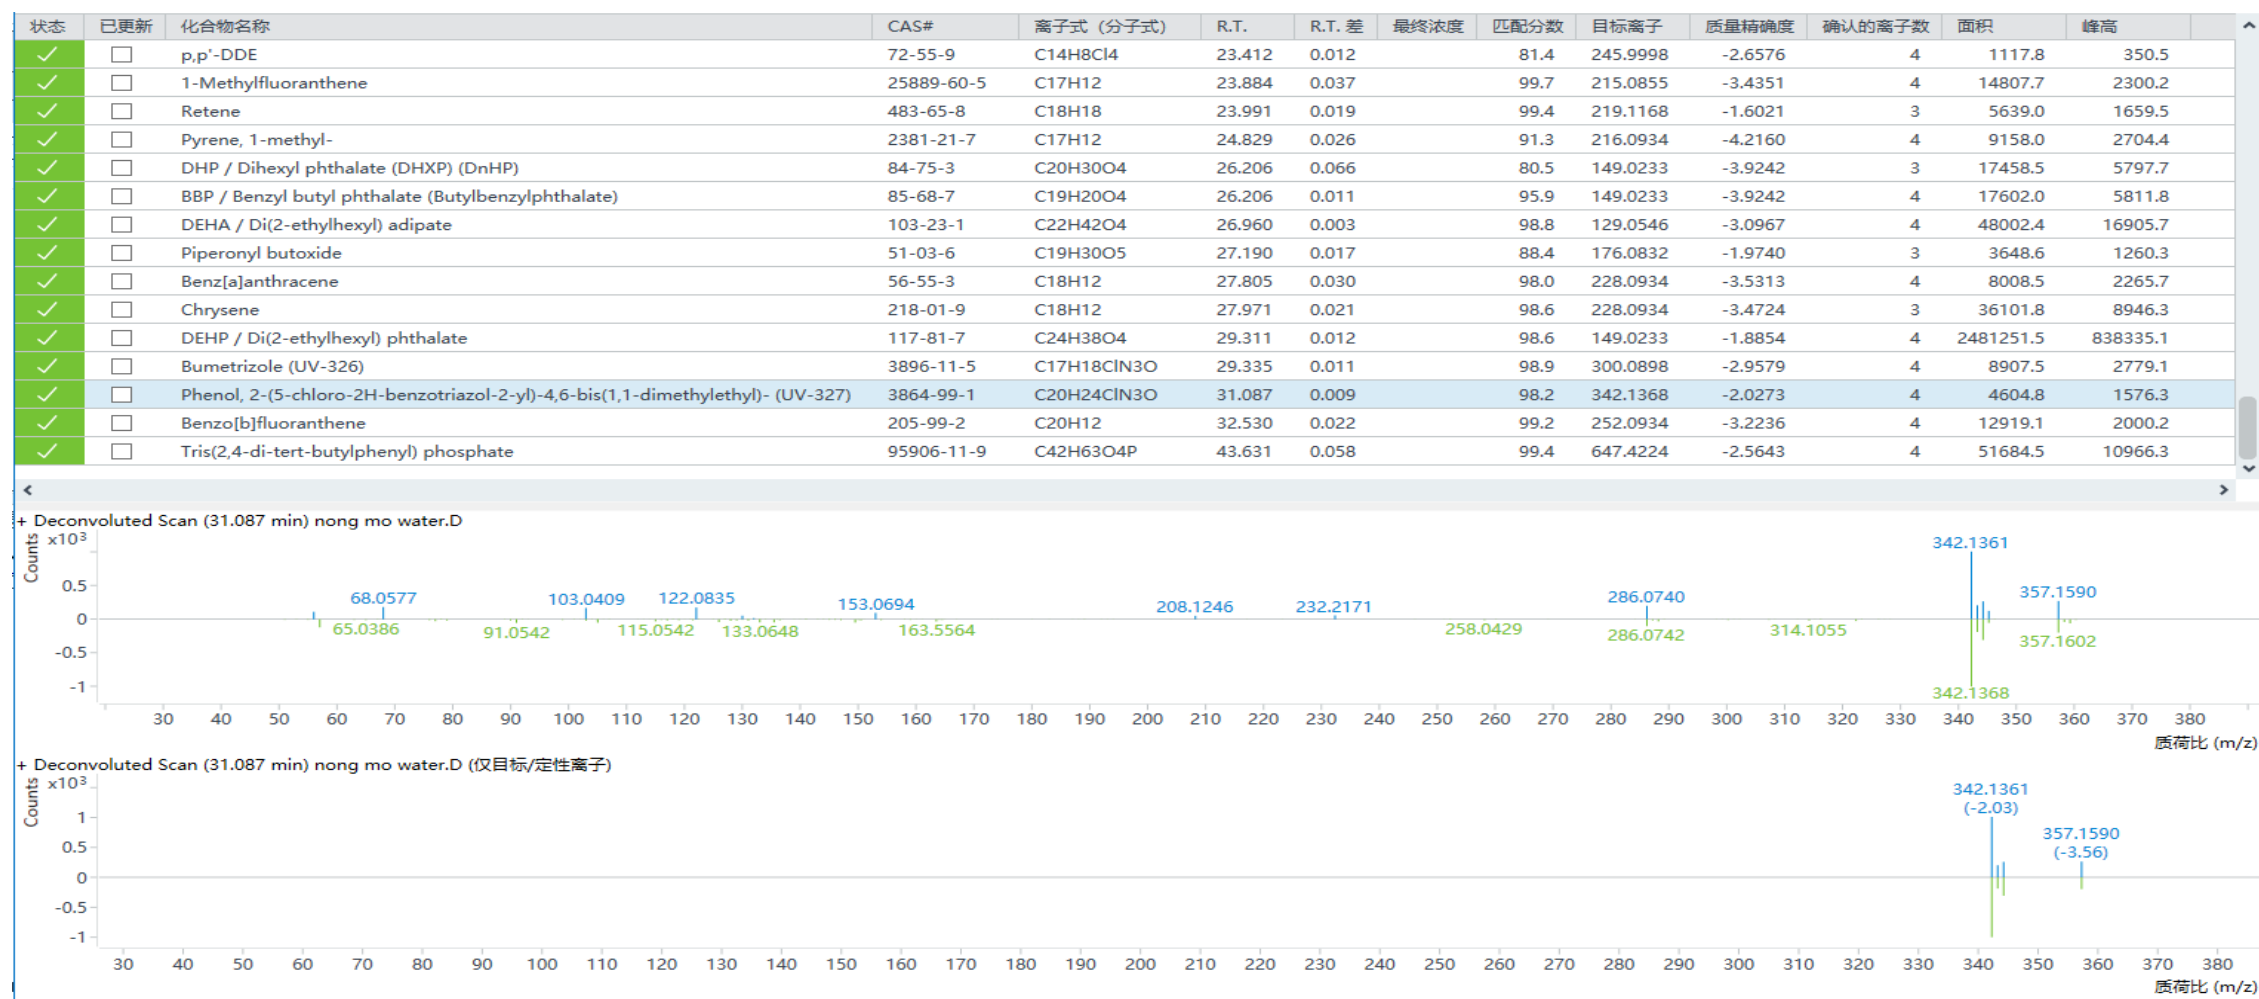 状态 已更新 化合物名称 CAS# 离子式 (分子式) R.T. R.T. 差 最终浓度 匹配分数 目标离子 质量精确度 确认的离子数 面积 峰高
p,p'-DDE 72-55-9 C14H8Cl4 23.412 0.012 81.4 245.9998 -2.6576 4 1117.8 350.5
1-Methylfluoranthene 25889-60-5 C17H12 23.884 0.037 99.7 215.0855 -3.4351 4 14807.7 2300.2
Retene 483-65-8 C18H18 23.991 0.019 99.4 219.1168 -1.6021 3 5639.0 1659.5
Pyrene, 1-methyl- 2381-21-7 C17H12 24.829 0.026 91.3 216.0934 -4.2160 4 9158.0 2704.4
DHP / Dihexyl phthalate (DHXP) (DnHP) 84-75-3 C20H30O4 26.206 0.066 80.5 149.0233 -3.9242 3 17458.5 5797.7
BBP / Benzyl butyl phthalate (Butylbenzylphthalate) 85-68-7 C19H20O4 26.206 0.011 95.9 149.0233 -3.9242 4 17602.0 5811.8
DEHA / Di(2-ethylhexyl) adipate 103-23-1 C22H42O4 26.960 0.003 98.8 129.0546 -3.0967 4 48002.4 16905.7
Piperonyl butoxide 51-03-6 C19H30O5 27.190 0.017 88.4 176.0832 -1.9740 3 3648.6 1260.3
Benz[a]anthracene 56-55-3 C18H12 27.805 0.030 98.0 228.0934 -3.5313 4 8008.5 2265.7
Chrysene 218-01-9 C18H12 27.971 0.021 98.6 228.0934 -3.4724 3 36101.8 8946.3
DEHP / Di(2-ethylhexyl) phthalate 117-81-7 C24H38O4 29.311 0.012 98.6 149.0233 -1.8854 4 2481251.5 838335.1
Bumetrizole (UV-326) 3896-11-5 C17H18ClN3O 29.335 0.011 98.9 300.0898 -2.9579 4 8907.5 2779.1
Phenol, 2-(5-chloro-2H-benzotriazol-2-yl)-4,6-bis(1,1-dimethylethyl)- (UV-327) 3864-99-1 C20H24ClN3O 31.087 0.009 98.2 342.1368 -2.0273 4 4604.8 1576.3
Benzo[b]fluoranthene 205-99-2 C20H12 32.530 0.022 99.2 252.0934 -3.2236 4 12919.1 2000.2
Tris(2,4-di-tert-butylphenyl) phosphate 95906-11-9 C42H63O4P 43.631 0.058 99.4 647.4224 -2.5643 4 51684.5 10966.3
+ Deconvoluted Scan (31.087 min) nong mo water.D
Counts
x10³
342.1361
0.5 68.0577 103.0409 122.0835 153.0694 208.1246 232.2171 286.0740 357.1590
0
65.0386 91.0542 115.0542 133.0648 163.5564 258.0429 286.0742 314.1055 357.1602
-0.5
-1 342.1368
30 40 50 60 70 80 90 100 110 120 130 140 150 160 170 180 190 200 210 220 230 240 250 260 270 280 290 300 310 320 330 340 350 360 370 380
质荷比 (m/z)
+ Deconvoluted Scan (31.087 min) nong mo water.D (仅目标/定性离子)
Counts
x10³
342.1361
(-2.03)
1
357.1590
0.5 (-3.56)
0
-0.5
-1
30 40 50 60 70 80 90 100 110 120 130 140 150 160 170 180 190 200 210 220 230 240 250 260 270 280 290 300 310 320 330 340 350 360 370 380
质荷比 (m/z)